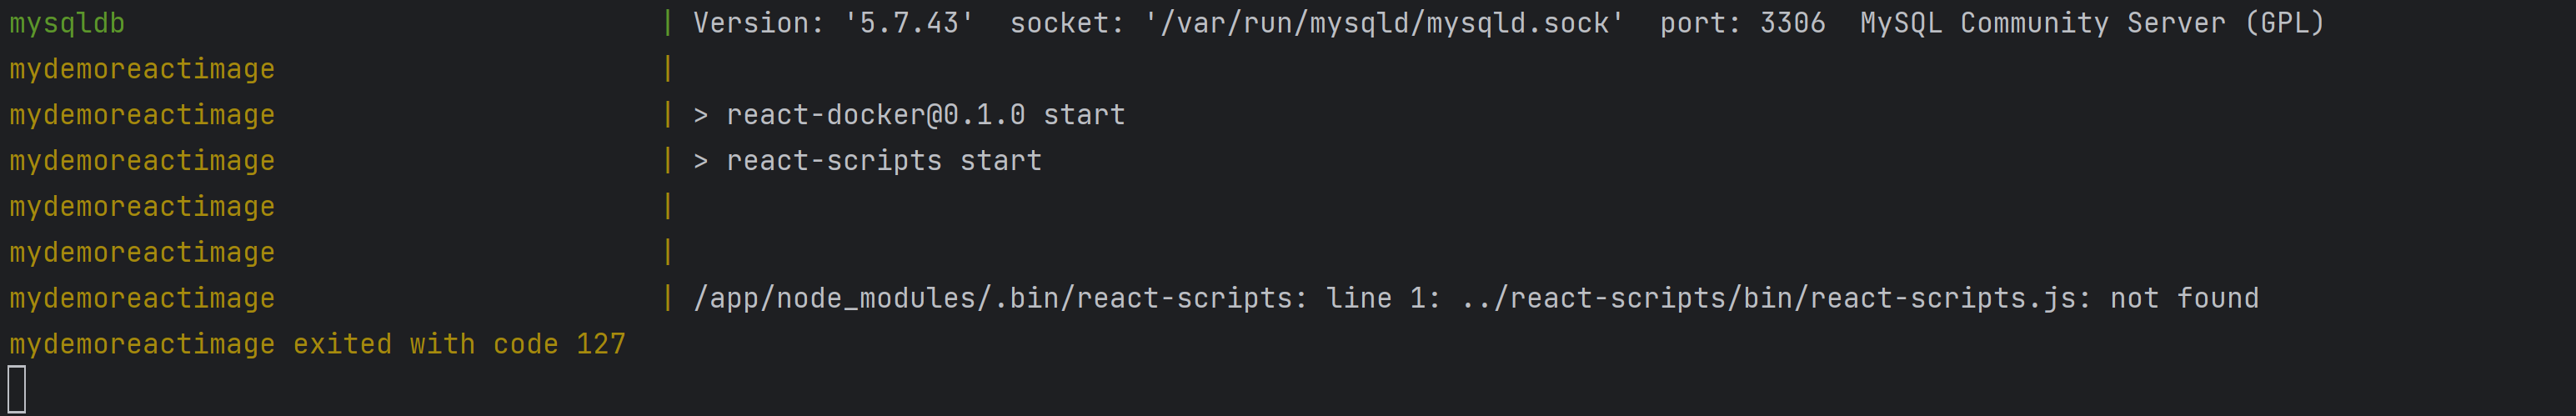 mysqldb | Version: '5.7.43'  socket: '/var/run/mysqld/mysqld.sock'  port: 3306  MySQL Community Server (GPL)
mydemoreactimage |
mydemoreactimage | > react-docker@0.1.0 start
mydemoreactimage | > react-scripts start
mydemoreactimage |
mydemoreactimage |
mydemoreactimage | /app/node_modules/.bin/react-scripts: line 1: ../react-scripts/bin/react-scripts.js: not found
mydemoreactimage exited with code 127